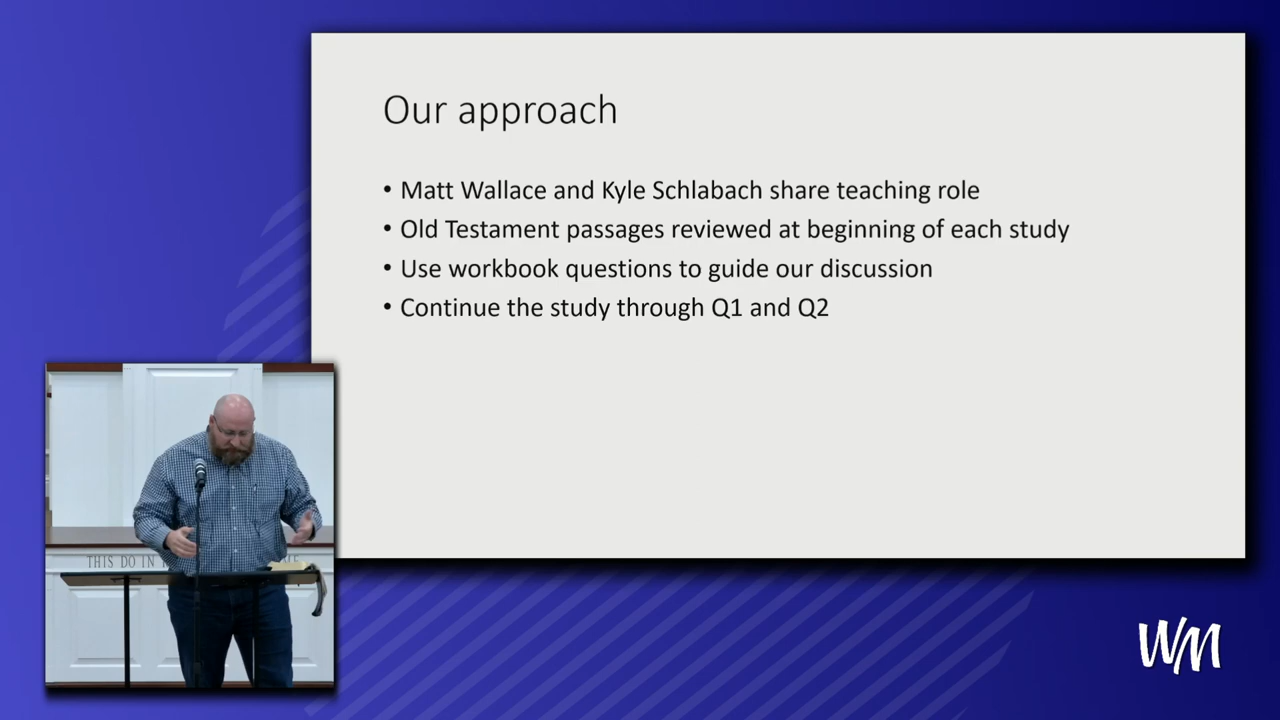 Our approach
• Matt Wallace and Kyle Schlabach share teaching role
• Old Testament passages reviewed at beginning of each study
• Use workbook questions to guide our discussion
• Continue the study through Q1 and Q2
THIS DO IN
WM